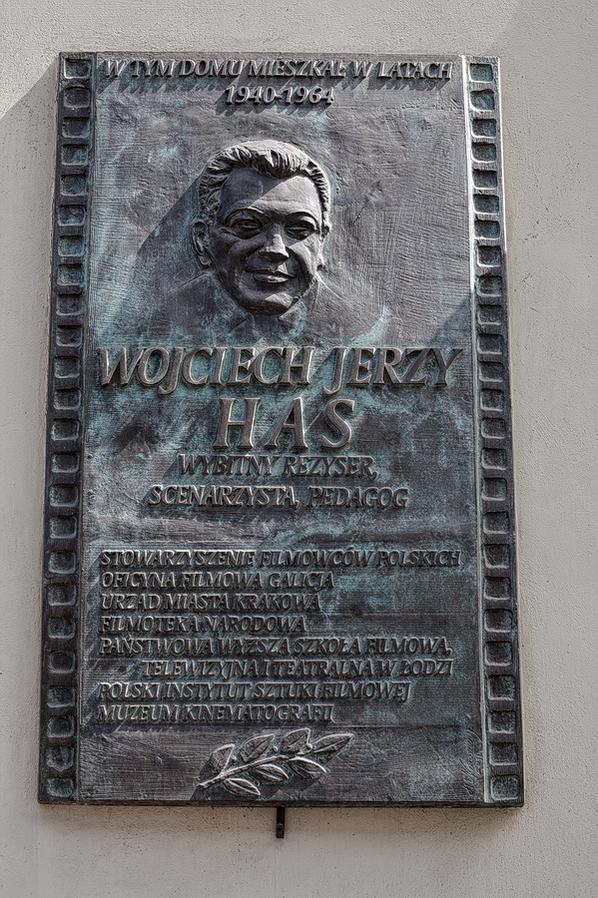 W TYM DOMU MIESZKAŁ W LATACH
1940-1964
WOJCIECH JERZY
HAS
WYBITNY REŻYSER,
SCENARZYSTA, PEDAGOG
STOWARZYSZENIE FILMOWCÓW POLSKICH
OFICYNA FILMOWA GALICJA
URZĄD MIASTA KRAKOWA
FILMOTEKA NARODOWA
PAŃSTWOWA WYŻSZA SZKOŁA FILMOWA,
TELEWIZYJNA I TEATRALNA W ŁODZI
POLSKI INSTYTUT SZTUKI FILMOWEJ
MUZEUM KINEMATOGRAFII